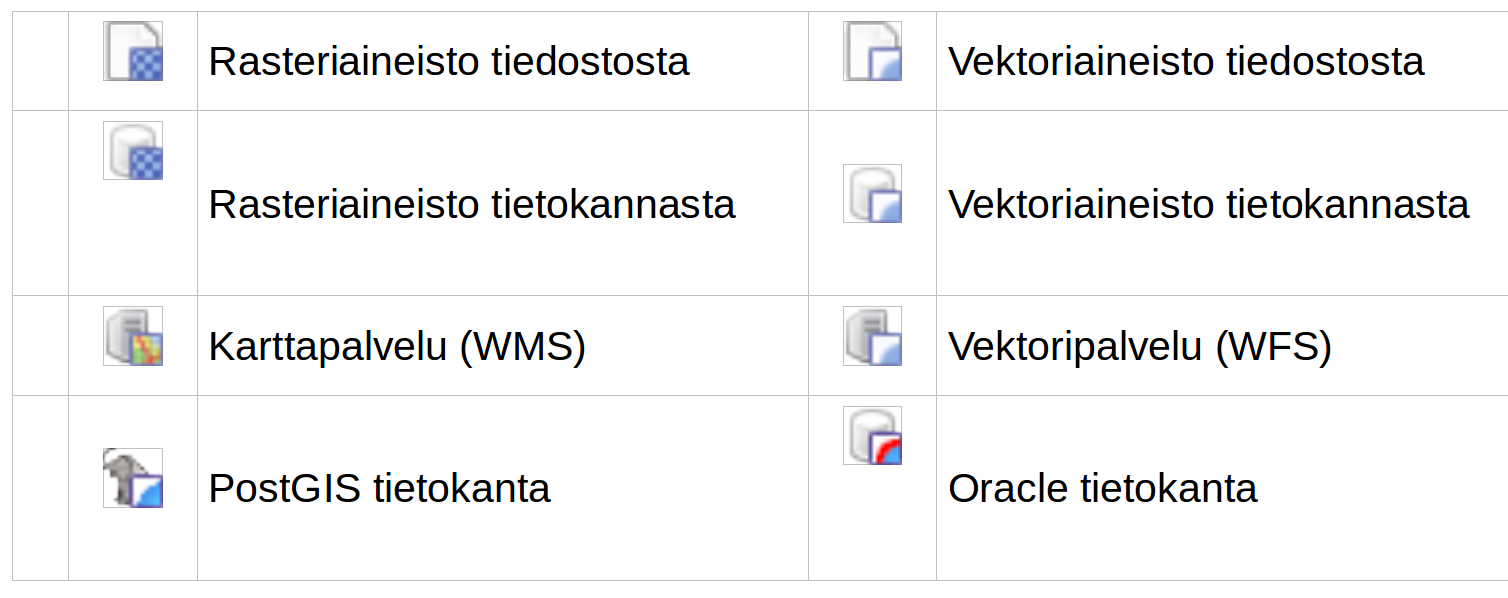 Rasteriaineisto tiedostosta
Vektoriaineisto tiedostosta
Rasteriaineisto tietokannasta
Vektoriaineisto tietokannasta
Karttapalvelu (WMS)
Vektoripalvelu (WFS)
PostGIS tietokanta
Oracle tietokanta